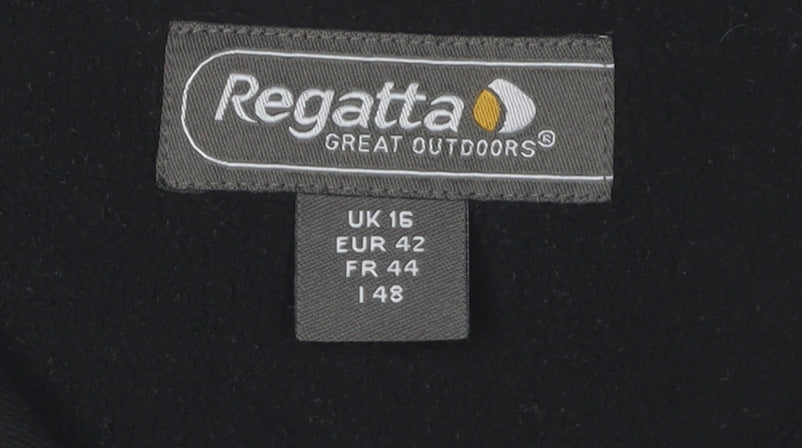 Regatta
GREAT OUTDOORS®
UK 16
EUR 42
FR 44
I 48